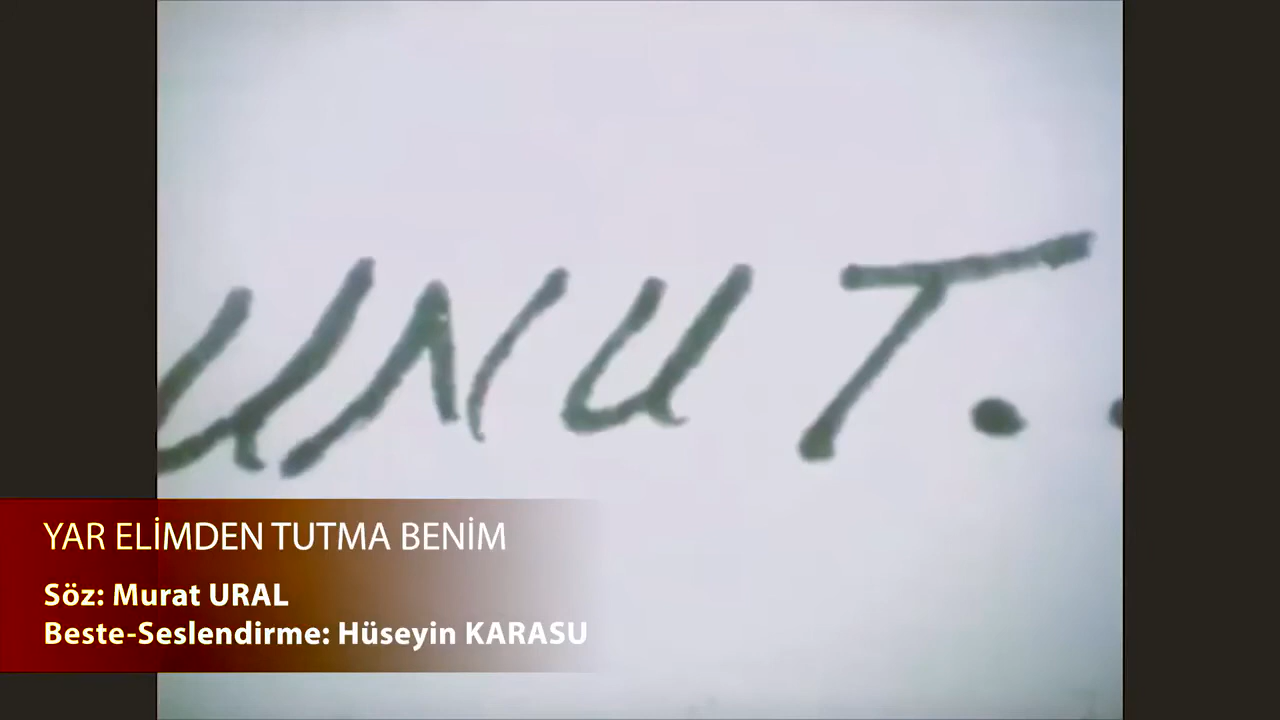 UNUT..
YAR ELİMDEN TUTMA BENİM
Söz: Murat URAL
Beste-Seslendirme: Hüseyin KARASU